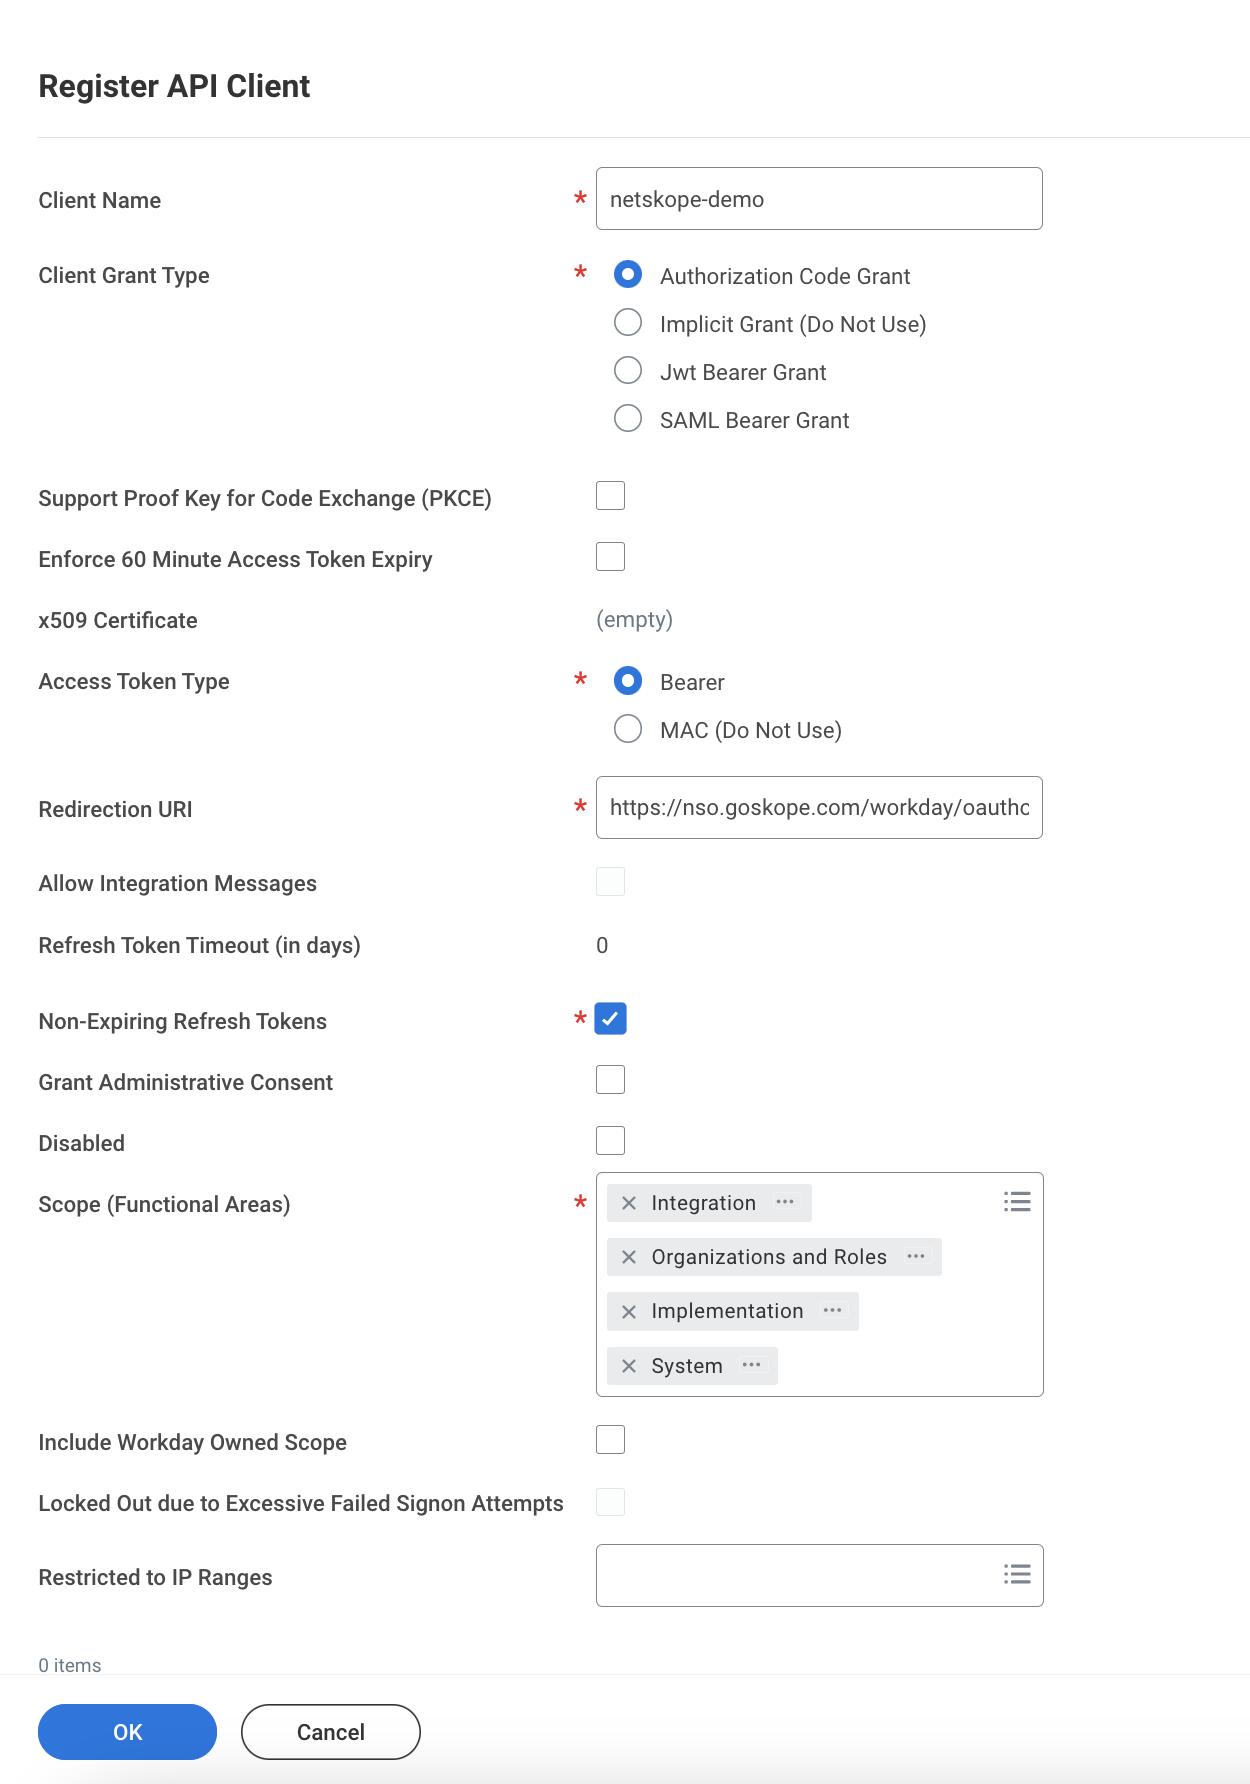 Register API Client
Client Name * netskope-demo
Client Grant Type * Authorization Code Grant
Implicit Grant (Do Not Use)
Jwt Bearer Grant
SAML Bearer Grant
Support Proof Key for Code Exchange (PKCE)
Enforce 60 Minute Access Token Expiry
x509 Certificate (empty)
Access Token Type * Bearer
MAC (Do Not Use)
Redirection URI * https://nso.goskope.com/workday/oauthc
Allow Integration Messages
Refresh Token Timeout (in days) 0
Non-Expiring Refresh Tokens *
Grant Administrative Consent
Disabled
Scope (Functional Areas) * Integration
Organizations and Roles
Implementation
System
Include Workday Owned Scope
Locked Out due to Excessive Failed Signon Attempts
Restricted to IP Ranges
0 items
OK Cancel